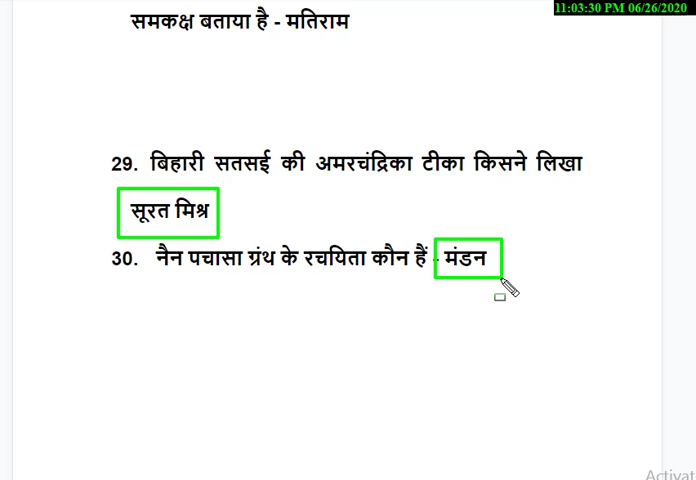 11:03:30 PM 06/26/2020
समकक्ष बताया है - मतिराम
29. बिहारी सतसई की अमरचंद्रिका टीका किसने लिखा
सूरत मिश्र
30. नैन पचासा ग्रंथ के रचयिता कौन हैं - मंडन
Activat